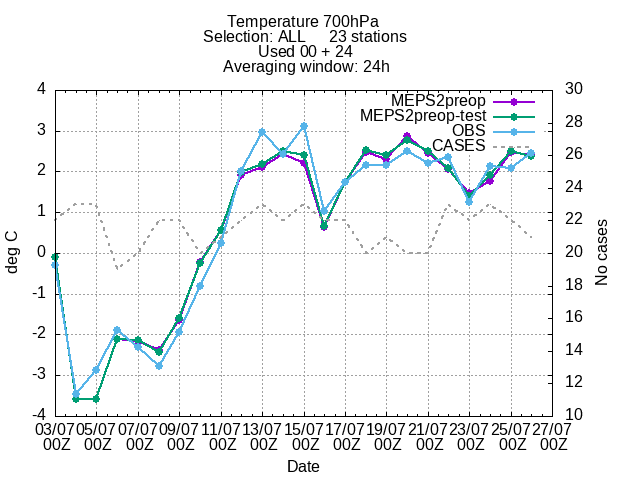 Temperature 700hPa
Selection: ALL 23 stations
Used 00 + 24
Averaging window: 24h
MEPS2preop
MEPS2preop-test
OBS
CASES
deg C
4
3
2
1
0
-1
-2
-3
-4
30
28
26
24
22
20
18
16
14
12
10
No cases
03/07 05/07 07/07 09/07 11/07 13/07 15/07 17/07 19/07 21/07 23/07 25/07 27/07
00Z 00Z 00Z 00Z 00Z 00Z 00Z 00Z 00Z 00Z 00Z 00Z 00Z
Date